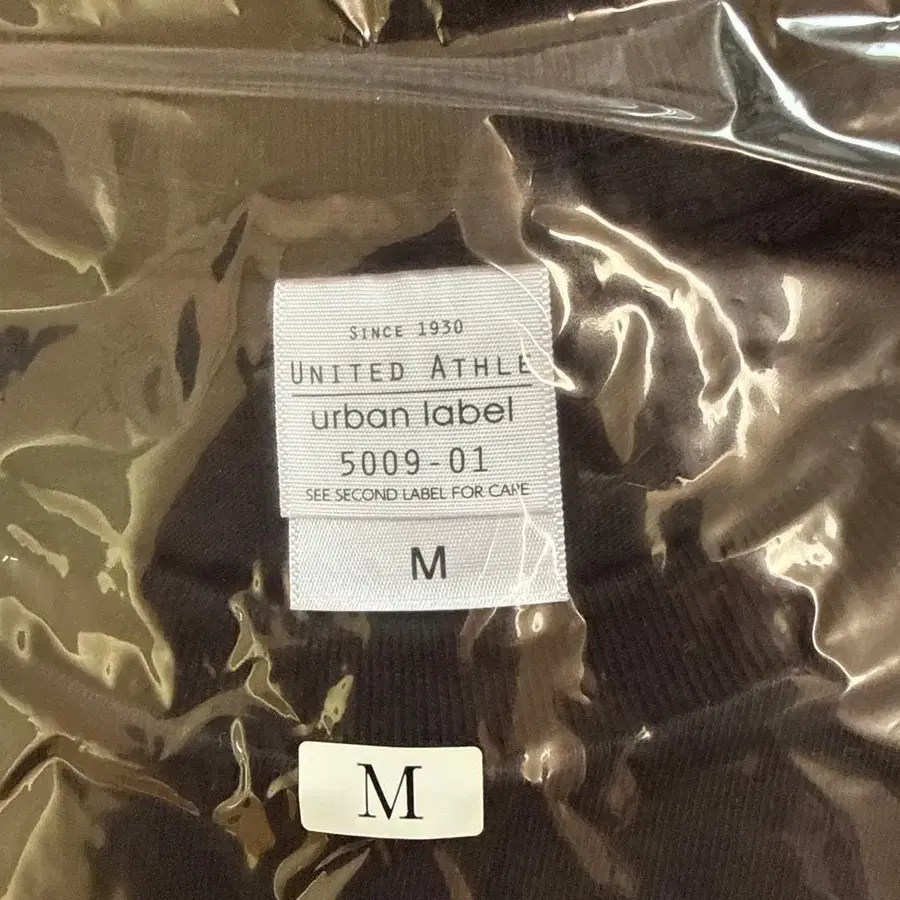 SINCE 1930
UNITED ATHLE
urban label
5009-01
SEE SECOND LABEL FOR CARE
M
M